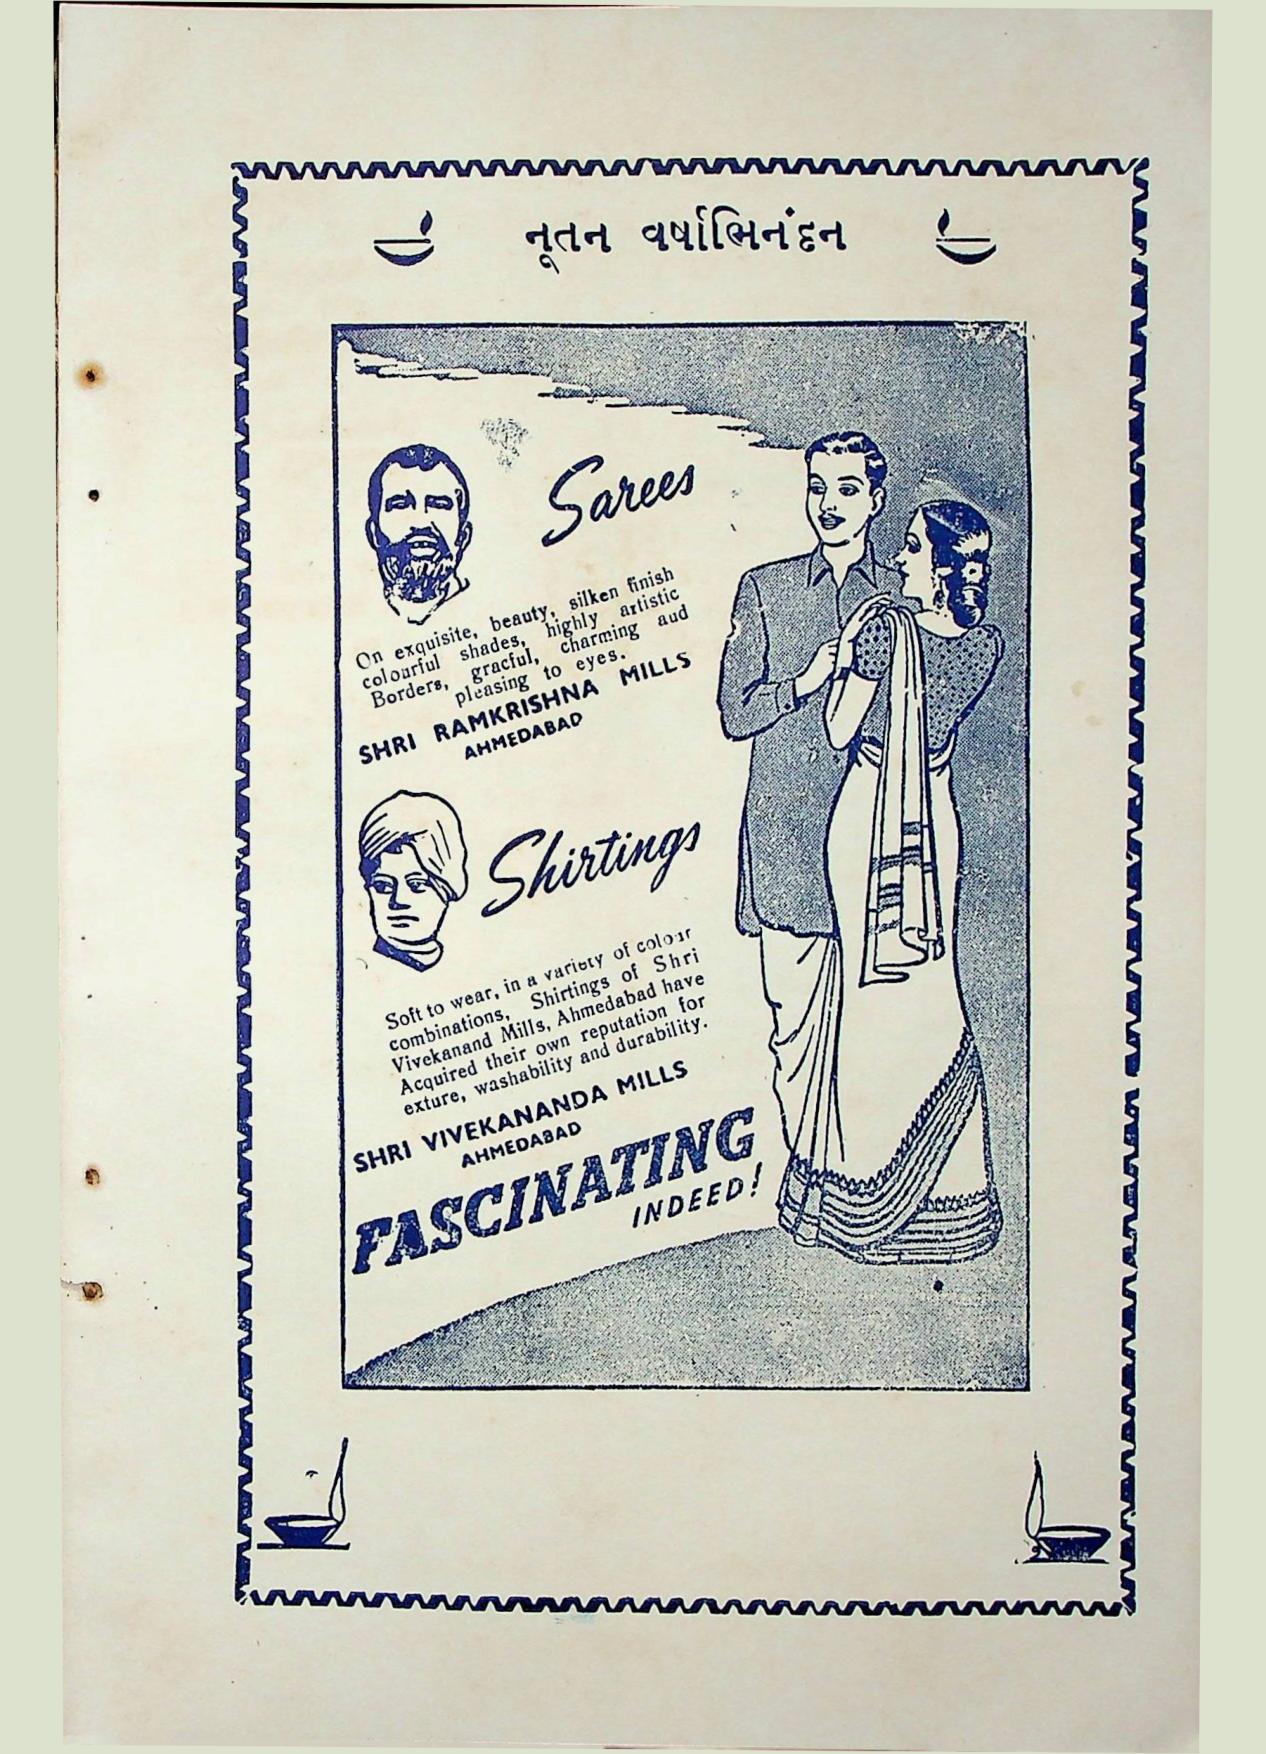 નૂતન વર્ષાભિનંદન
Sarees
On exquisite, beauty, silken finish
colourful shades, highly artistic
Borders, graciul, charming aud
pleasing to eyes.
SHRI RAMKRISHNA MILLS
AHMEDABAD
Shirtings
Soft to wear, in a variety of colour
combinations, Shirtings of Shri
Vivekanand Mills, Ahmedabad have
Acquired their own reputation for
exture, washability and durability.
SHRI VIVEKANANDA MILLS
AHMEDABAD
FASCINATING
INDEED!